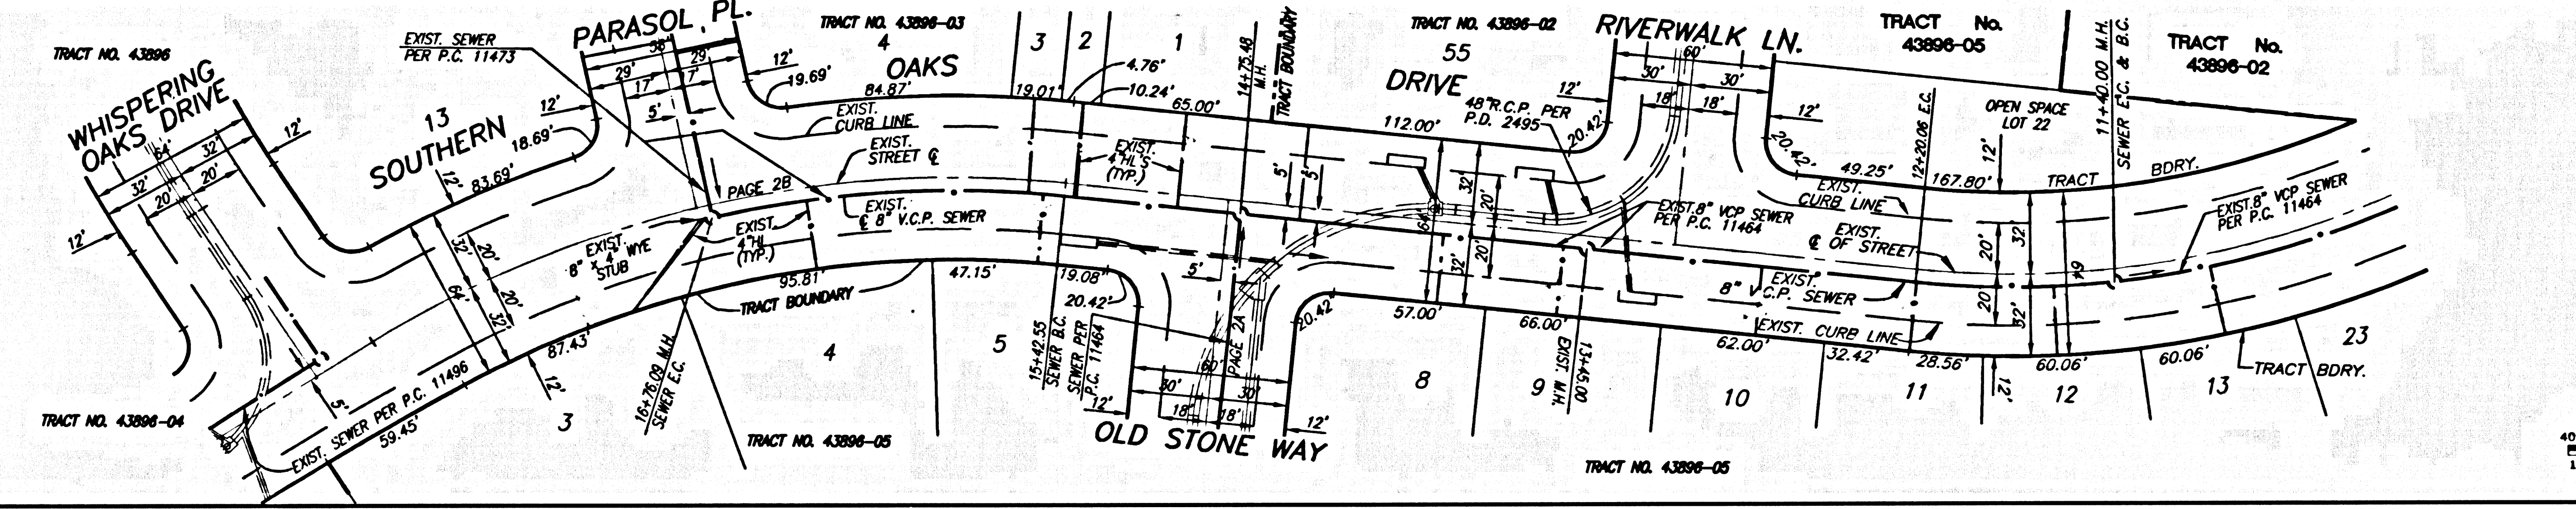 TRACT NO. 43896
WHISPERING
OAKS DRIVE
64'
32'
32'
20'
20'
12'
12'
TRACT NO. 43896-04
EXIST. SEWER PER P.C. 11496
59.45'
5'
13
SOUTHERN
12'
83.69'
18.69'
12'
EXIST. SEWER
PER P.C. 11473
PARASOL PL.
58'
29'
29'
17'
17'
5'
12'
19.69'
32'
20'
64'
20'
32'
87.43'
12'
3
8" EXIST.
x 4" WYE
STUB
PAGE 2B
EXIST.
4"HL
(TYP.)
16+76.09 M.H.
SEWER E.C.
TRACT NO. 43896-03
4
OAKS
84.87'
EXIST.
CURB LINE
EXIST.
STREET ℄
EXIST.
℄ 8" V.C.P. SEWER
95.81'
TRACT BOUNDARY
47.15'
4
TRACT NO. 43896-05
3
2
1
19.01'
4.76"
10.24'
65.00'
EXIST.
4"HL'S
(TYP.)
14+75.48
M.H.
TRACT BOUNDARY
5'
5'
19.08"
20.42'
5
15+42.55
SEWER B.C.
SEWER PER
P.C. 11464
5'
PAGE 2A
30'
30'
18'
18'
12'
12'
OLD STONE WAY
20.42'
TRACT NO. 43896-02
55
DRIVE
112.00'
48"R.C.P. PER
P.D. 2495
12'
20.42'
RIVERWALK LN.
60'
30'
30'
18'
18'
12'
20.42'
64'
32'
20'
32'
20'
57.00'
66.00'
8
9
13+45.00
EXIST. M.H.
EXIST.8" VCP SEWER
PER P.C. 11464
62.00'
10
TRACT NO. 43896-05
TRACT No.
43896-05
TRACT No.
43896-02
12+20.06 E.C.
OPEN SPACE
LOT 22
12'
11+40.00 M.H.
SEWER E.C. & B.C.
49.25'
167.80'
TRACT BDRY.
EXIST.
CURB LINE
EXIST.
℄ OF STREET
EXIST.
8" V.C.P. SEWER
EXIST. CURB LINE
20'
32'
64
20'
32'
EXIST.8" VCP SEWER
PER P.C. 11464
32.42'
28.56'
60.06'
60.06'
12'
11
12
13
23
TRACT BDRY.
40
1